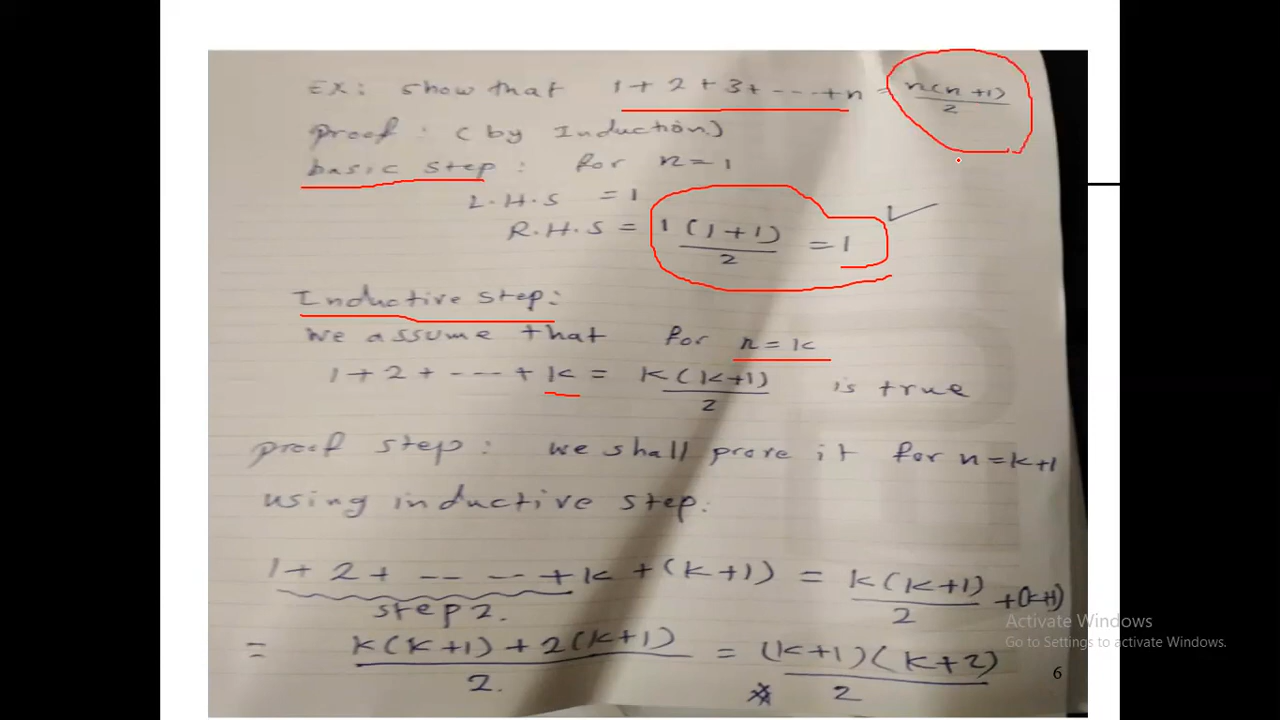 EX: show that 1 + 2 + 3 + --- + n = n(n+1)/2
proof : (by Induction)
basic step : for n = 1
L.H.S = 1
R.H.S = 1(1+1)/2 = 1 ✓
Inductive step:
We assume that for n = k
1 + 2 + --- + k = k(k+1)/2 is true
proof step : we shall prove it for n = k+1
using inductive step.
1 + 2 + -- -- + k + (k+1) = k(k+1)/2 + (k+1)
step 2.
= k(k+1) + 2(k+1)/2. = (k+1)(k+2)/2
Activate Windows
Go to Settings to activate Windows.
6